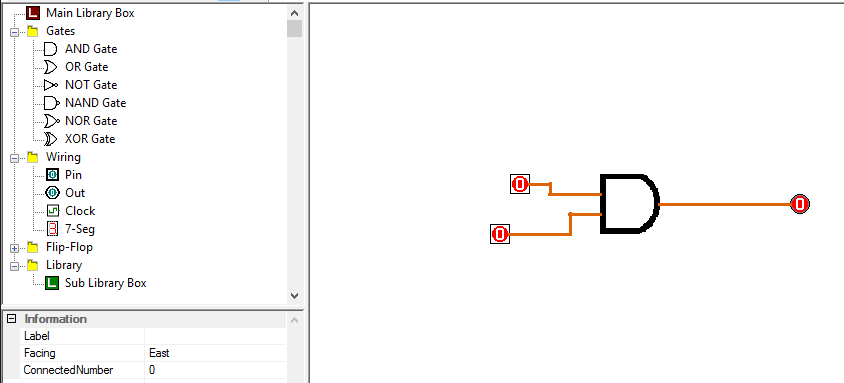 Main Library Box
Gates
AND Gate
OR Gate
NOT Gate
NAND Gate
NOR Gate
XOR Gate
Wiring
Pin
Out
Clock
7-Seg
Flip-Flop
Library
Sub Library Box
Information
Label
Facing East
ConnectedNumber 0
0
0
0